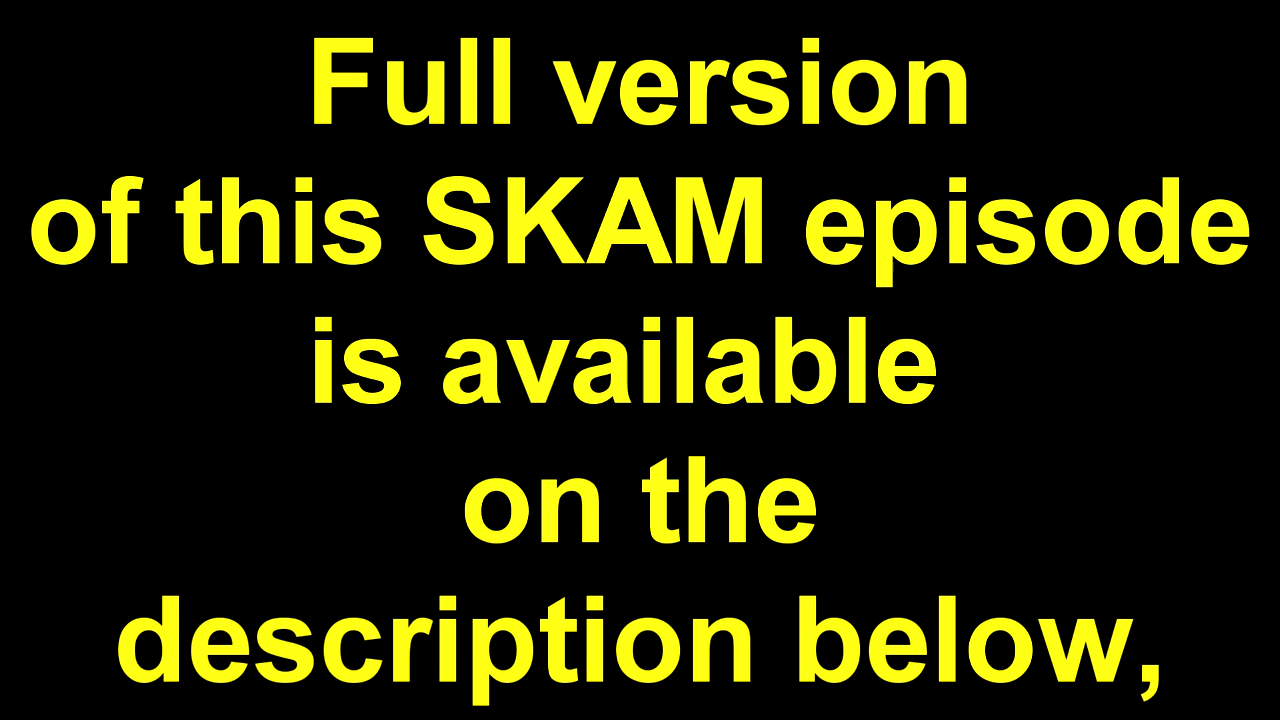 Full version
of this SKAM episode
is available
on the
description below,